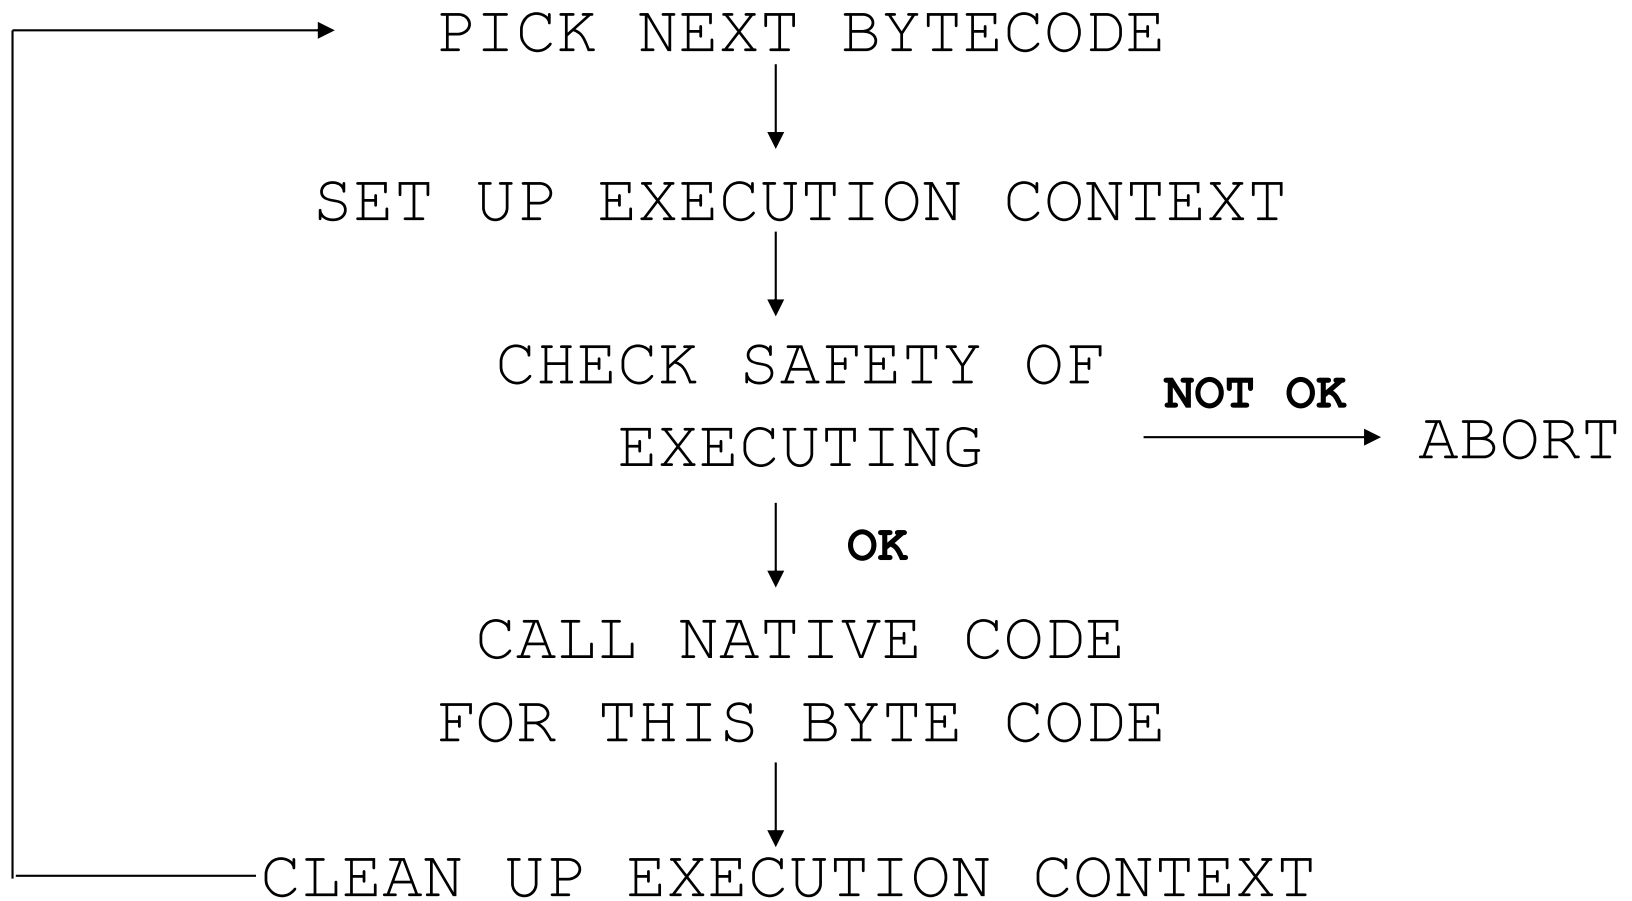 PICK NEXT BYTECODE
SET UP EXECUTION CONTEXT
CHECK SAFETY OF
EXECUTING
NOT OK
ABORT
OK
CALL NATIVE CODE
FOR THIS BYTE CODE
CLEAN UP EXECUTION CONTEXT